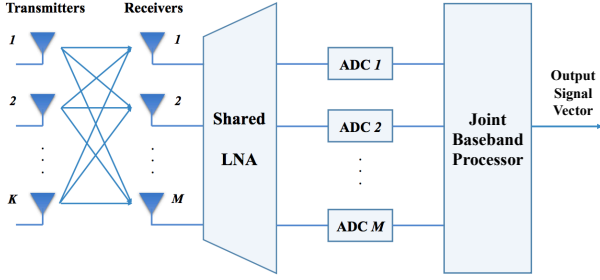 Transmitters
Receivers
1
1
2
2
K
M
Shared
LNA
ADC 1
ADC 2
ADC M
Joint
Baseband
Processor
Output
Signal
Vector